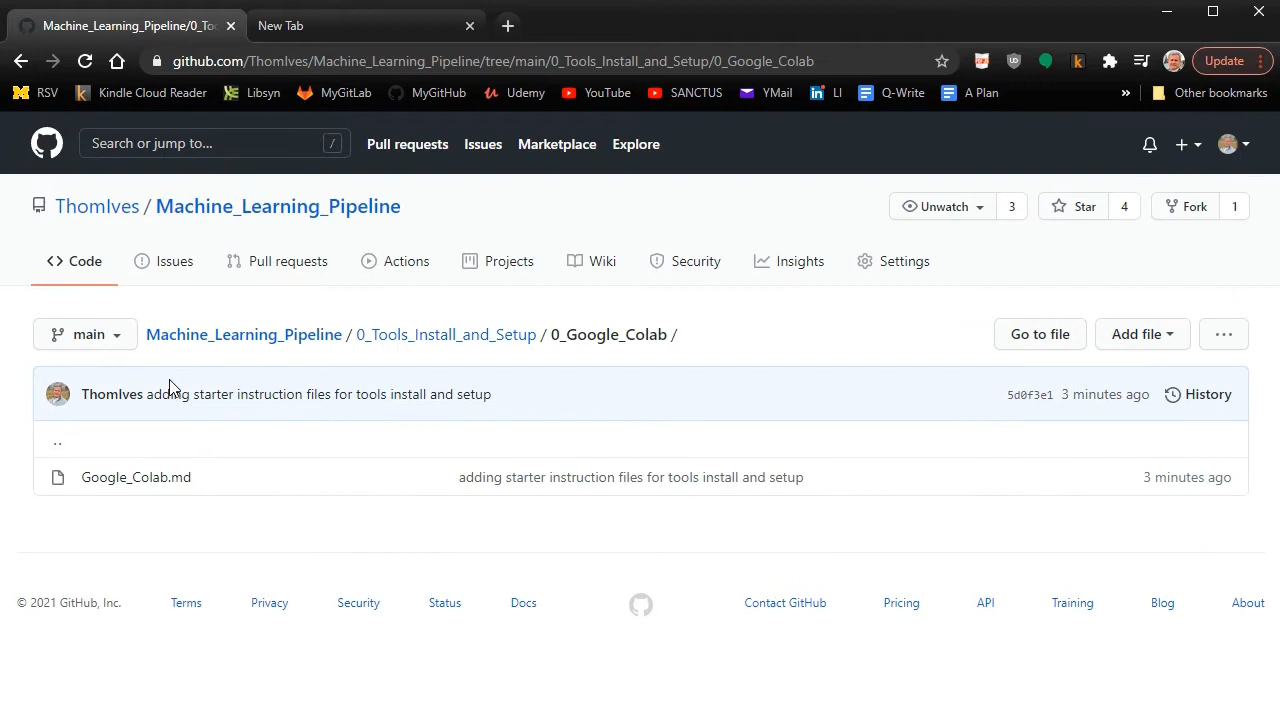 Machine_Learning_Pipeline/0_To
New Tab
github.com/ThomIves/Machine_Learning_Pipeline/tree/main/0_Tools_Install_and_Setup/0_Google_Colab
Update
RSV Kindle Cloud Reader Libsyn MyGitLab MyGitHub Udemy YouTube SANCTUS YMail LI Q-Write A Plan » Other bookmarks
Search or jump to... / Pull requests Issues Marketplace Explore
ThomIves / Machine_Learning_Pipeline
Unwatch 3 Star 4 Fork 1
Code Issues Pull requests Actions Projects Wiki Security Insights Settings
main Machine_Learning_Pipeline / 0_Tools_Install_and_Setup / 0_Google_Colab / Go to file Add file ...
ThomIves adding starter instruction files for tools install and setup 5d0f3e1 3 minutes ago History
..
Google_Colab.md adding starter instruction files for tools install and setup 3 minutes ago
© 2021 GitHub, Inc. Terms Privacy Security Status Docs Contact GitHub Pricing API Training Blog About